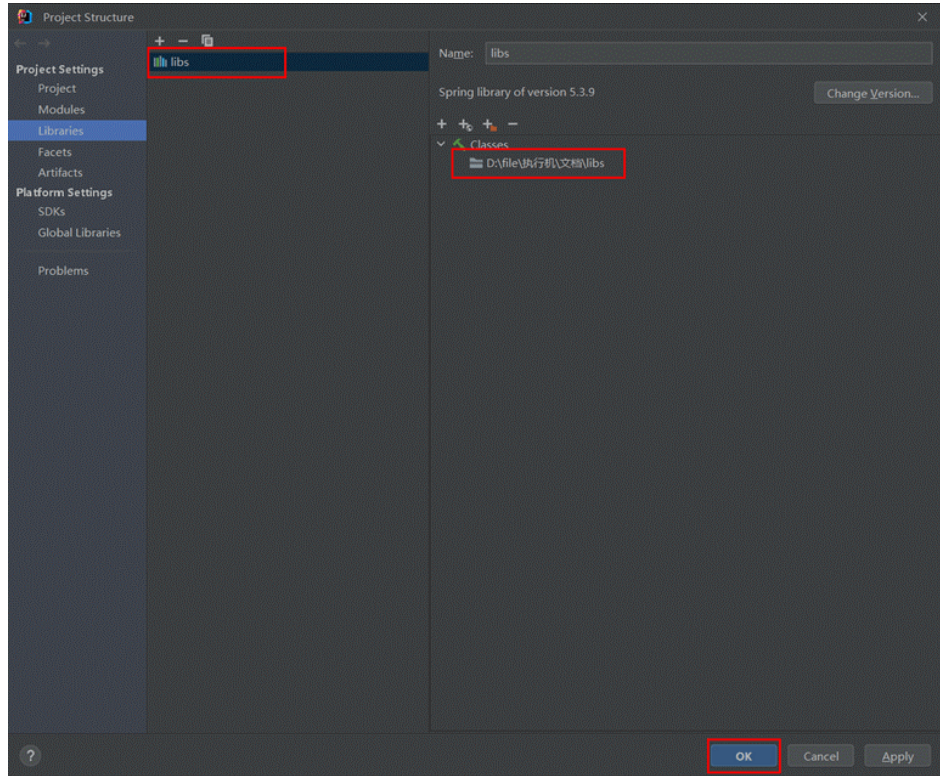 Project Structure
Project Settings
Project
Modules
Libraries
Facets
Artifacts
Platform Settings
SDKs
Global Libraries
Problems
libs
Name: libs
Spring library of version 5.3.9
Change Version...
Classes
D:\file\执行机\文档\libs
?
OK
Cancel
Apply